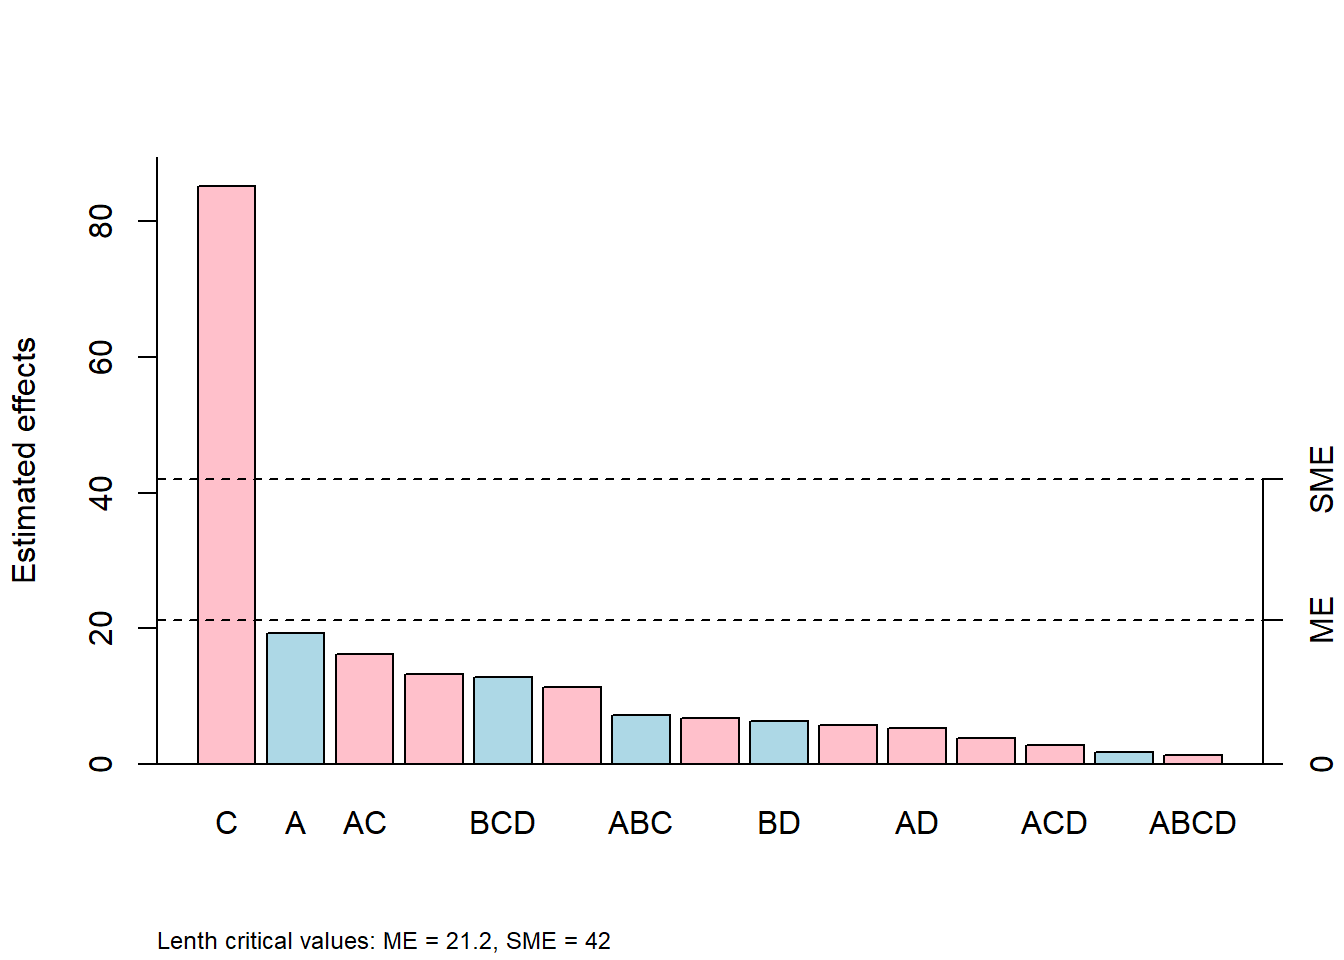 Estimated effects
80
60
40
20
0
SME
ME
0
C A AC BCD ABC BD AD ACD ABCD
Lenth critical values: ME = 21.2, SME = 42